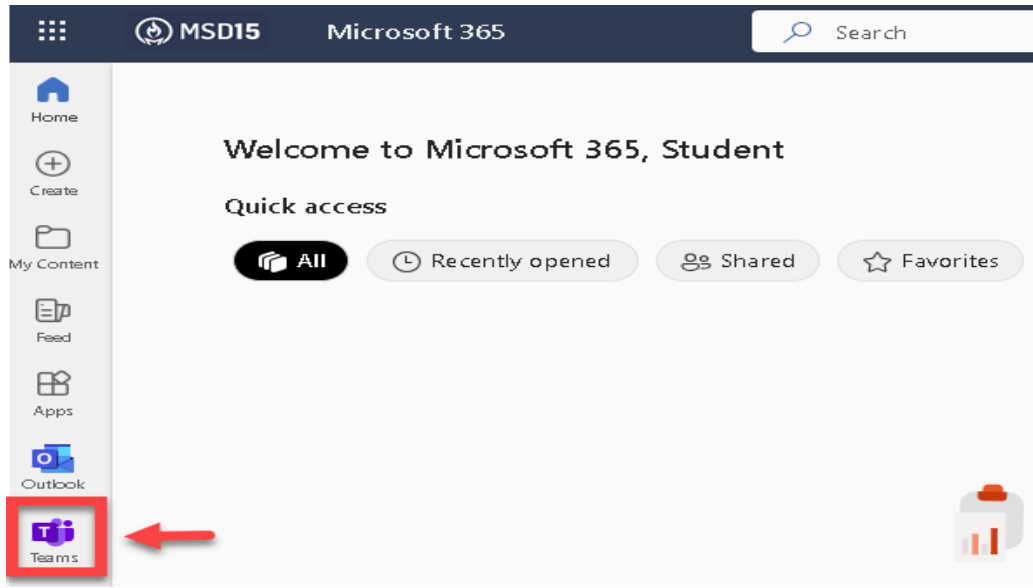 MSD15 Microsoft 365 Search
Home
Create
My Content
Feed
Apps
Outlook
Teams
Welcome to Microsoft 365, Student
Quick access
All Recently opened Shared Favorites